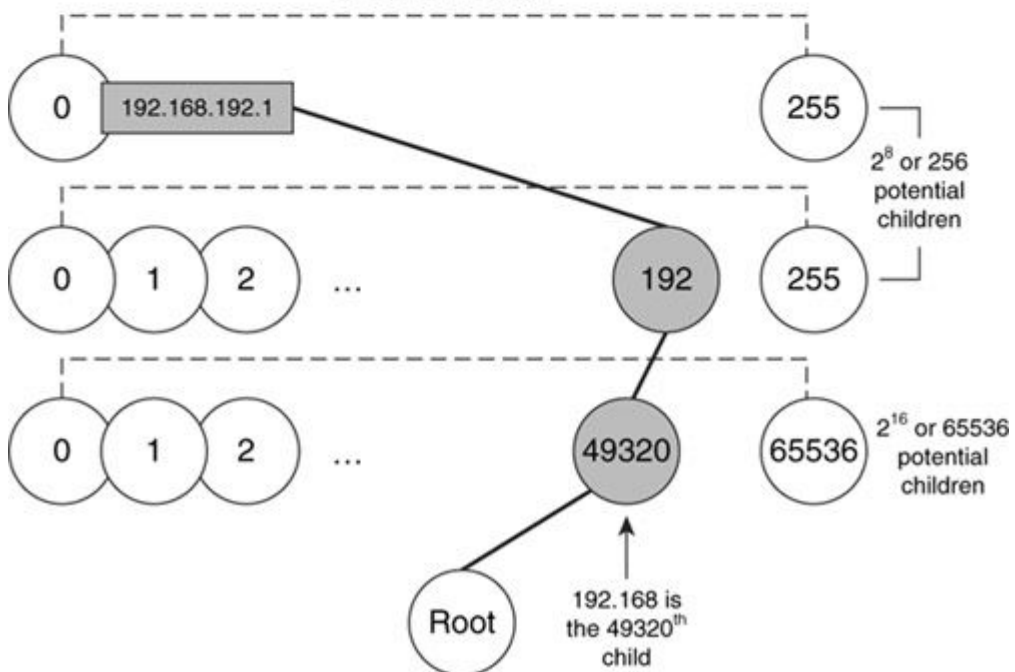 0
192.168.192.1
255
2⁸ or 256
potential
children
0
1
2
...
192
255
0
1
2
...
49320
65536
2¹⁶ or 65536
potential
children
Root
192.168 is
the 49320ᵗʰ
child